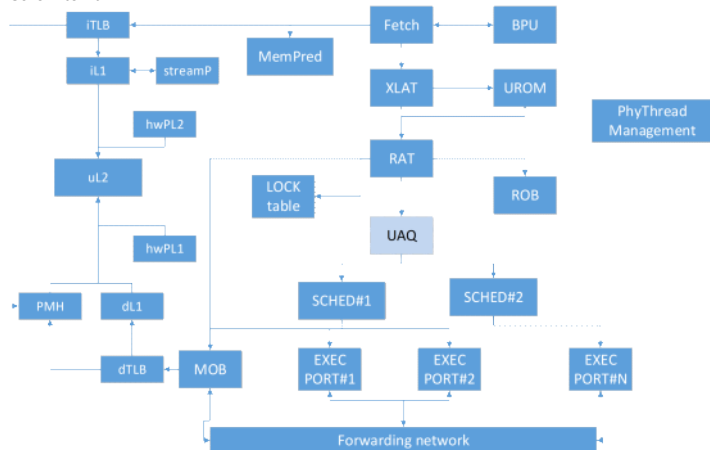 iTLB
Fetch
BPU
MemPred
iL1
streamP
XLAT
UROM
PhyThread
Management
hwPL2
RAT
uL2
LOCK
table
ROB
UAQ
hwPL1
SCHED#1
SCHED#2
PMH
dL1
dTLB
MOB
EXEC
PORT#1
EXEC
PORT#2
EXEC
PORT#N
Forwarding network